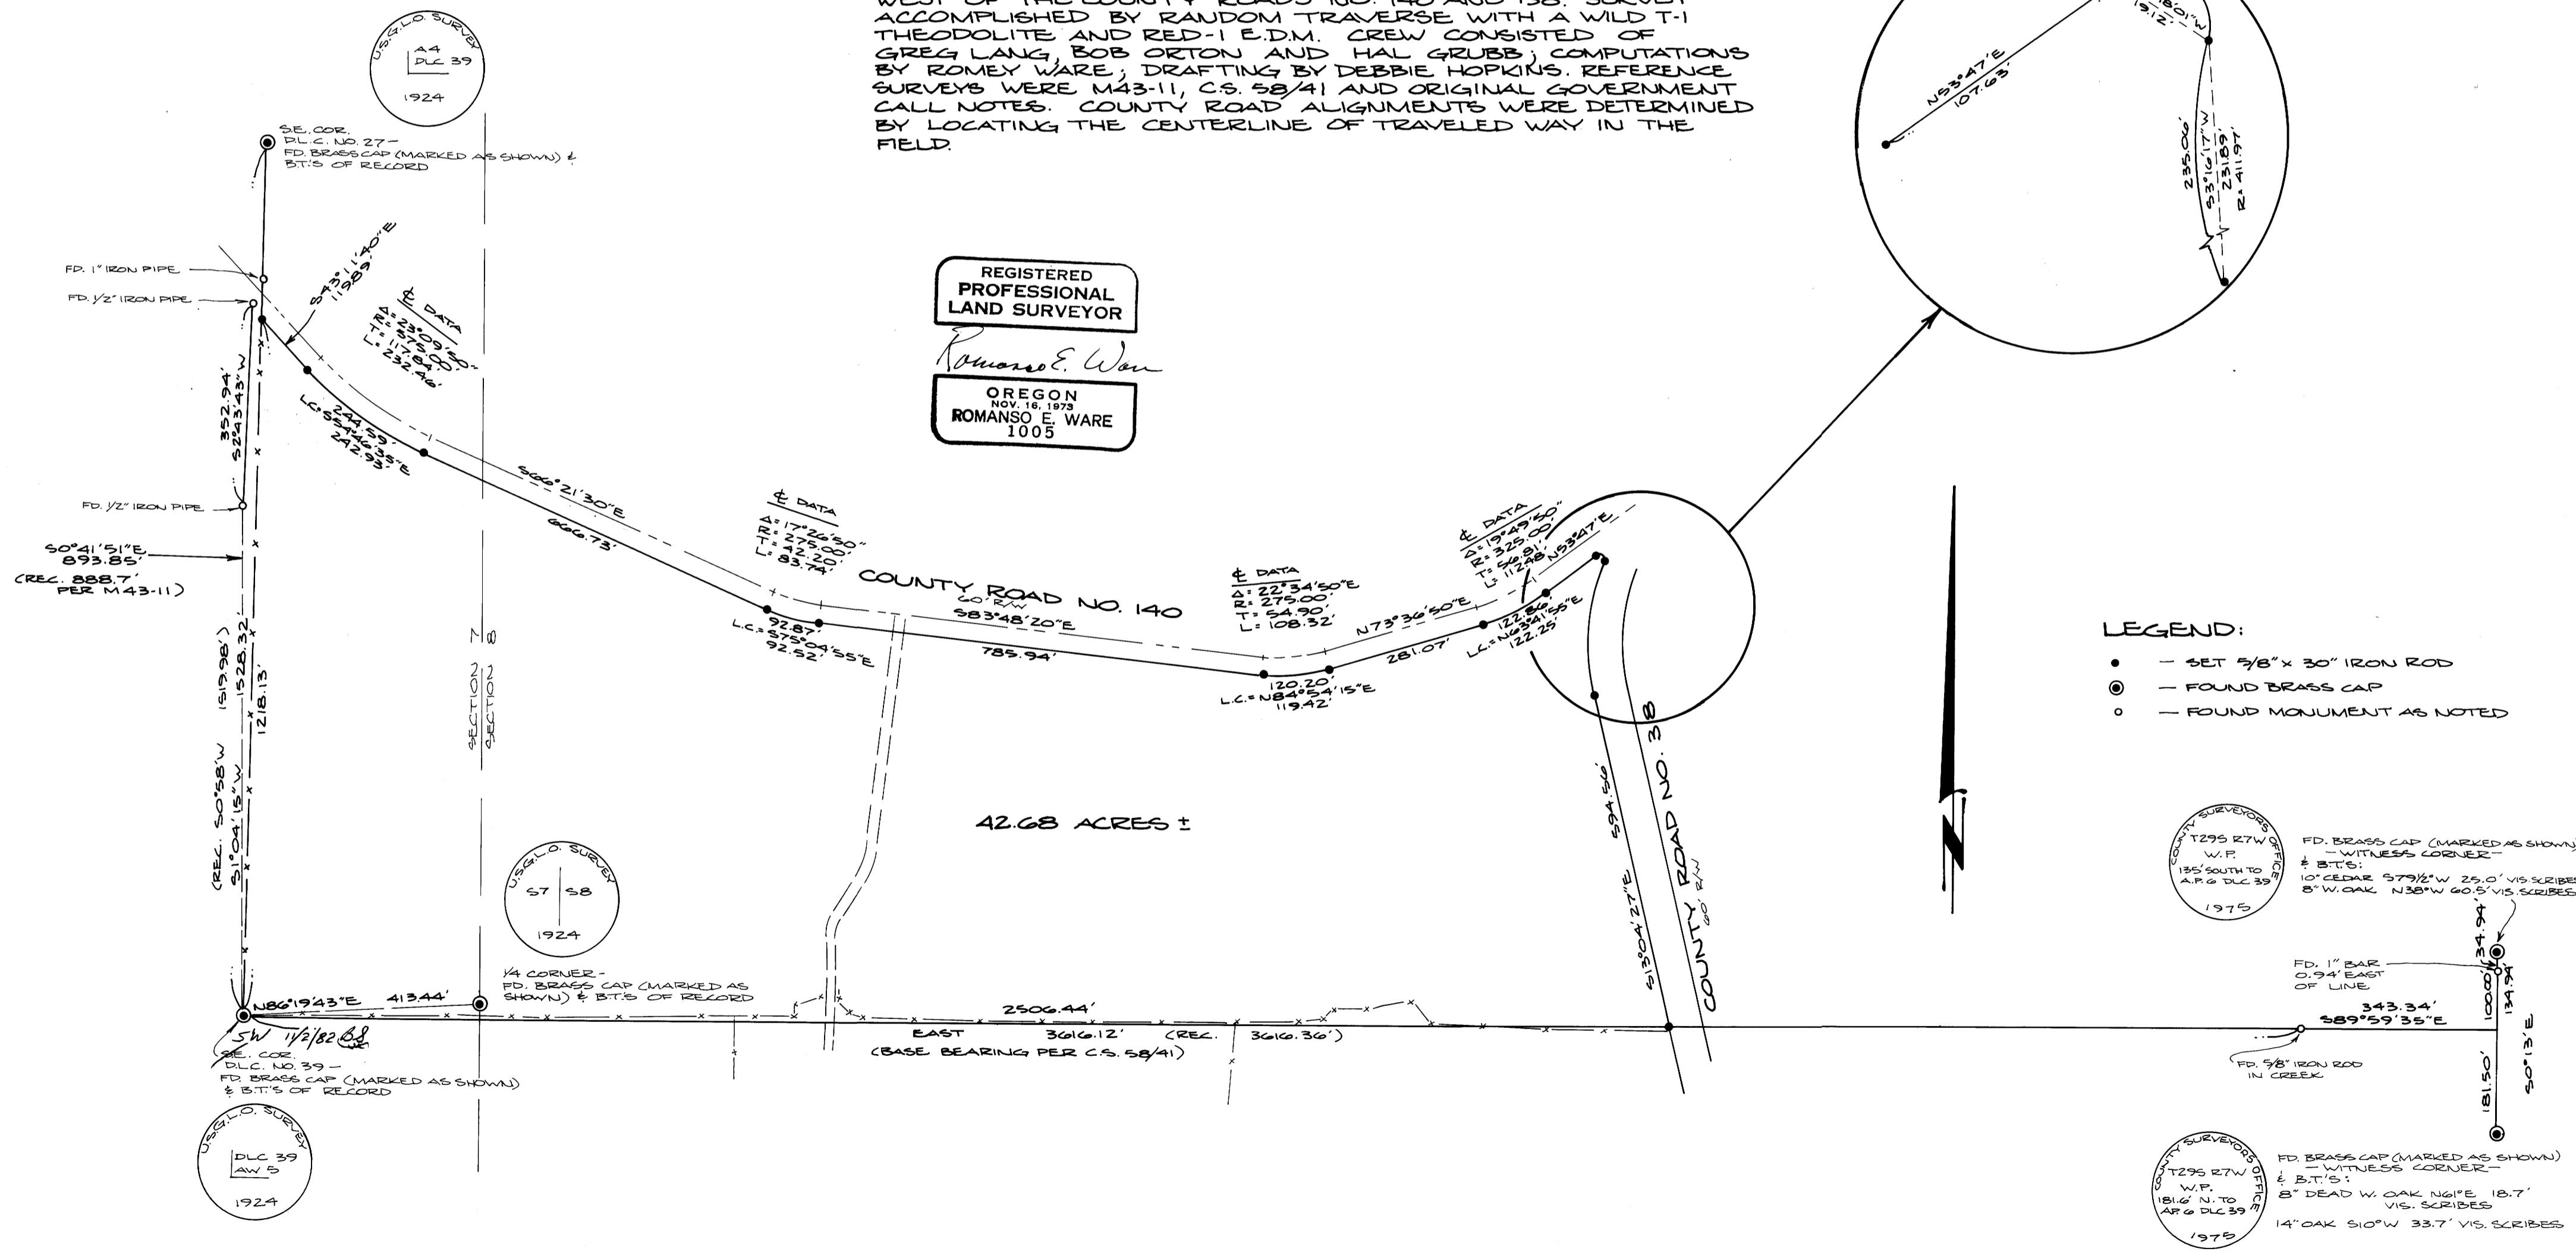 WEST OF THE COUNTY ROADS NO. 140 AND 138. SURVEY
ACCOMPLISHED BY RANDOM TRAVERSE WITH A WILD T-1
THEODOLITE AND RED-1 E.D.M. CREW CONSISTED OF
GREG LANG, BOB ORTON AND HAL GRUBB; COMPUTATIONS
BY ROMEY WARE; DRAFTING BY DEBBIE HOPKINS. REFERENCE
SURVEYS WERE M43-11, C.S. 58/41 AND ORIGINAL GOVERNMENT
CALL NOTES. COUNTY ROAD ALIGNMENTS WERE DETERMINED
BY LOCATING THE CENTERLINE OF TRAVELED WAY IN THE
FIELD.
U.S.G.L.O. SURVEY
A4
DLC 39
1924
S.E. COR.
D.L.C. NO. 27-
FD. BRASS CAP (MARKED AS SHOWN) &
B.T.'S OF RECORD
FD. 1" IRON PIPE
FD. 1/2" IRON PIPE
352.94'
S2°43'43"W
FD. 1/2" IRON PIPE
S0°41'51"E
893.85'
(REC. 888.7'
PER M43-11)
(REC. S0°58'W 1519.98')
S1°04'15"W 1528.32'
1218.13'
S43°11'40"E
℄ DATA
Δ= 23°09'50"
R= 575.00'
T= 117.84'
L= 232.46'
244.59'
L.C.= S54°46'35"E
242.93'
S66°21'30"E
666.73'
℄ DATA
Δ= 17°26'50"
R= 275.00'
T= 42.20'
L= 83.74'
92.87'
L.C.= S75°04'55"E
92.52'
COUNTY ROAD NO. 140
60' R/W
S83°48'20"E
785.94'
℄ DATA
Δ= 22°34'50"E
R= 275.00'
T= 54.90'
L= 108.32'
120.20'
L.C.= N84°54'15"E
119.42'
N73°36'50"E
281.07'
℄ DATA
Δ= 19°49'50"
R= 325.00'
T= 56.81'
L= 112.48'
N53°47'E
122.86'
L.C.= N63°41'55"E
122.25'
N53°47'E
107.63'
19.12'
235.06'
S3°16'17"W
231.89'
R= 411.97'
REGISTERED
PROFESSIONAL
LAND SURVEYOR
Romanso E. Ware
OREGON
NOV. 16, 1973
ROMANSO E. WARE
1005
SECTION 7
SECTION 8
42.68 ACRES ±
594.56'
S13°04'27"E
COUNTY ROAD NO. 38
60' R/W
LEGEND:
— SET 5/8" x 30" IRON ROD
— FOUND BRASS CAP
— FOUND MONUMENT AS NOTED
N
U.S.G.L.O. SURVEY
S7 S8
1924
1/4 CORNER-
FD. BRASS CAP (MARKED AS
SHOWN) & B.T.'S OF RECORD
N86°19'43"E 413.44'
2506.44'
EAST 3616.12' (REC. 3616.36')
(BASE BEARING PER C.S. 58/41)
SW 11/2/82
S.E. COR.
D.L.C. NO. 39-
FD. BRASS CAP (MARKED AS SHOWN)
& B.T.'S OF RECORD
U.S.G.L.O. SURVEY
DLC 39
AW 5
1924
COUNTY SURVEYORS OFFICE
T29S R7W
W.P.
135' SOUTH TO
A.P. 6 DLC 39
1975
FD. BRASS CAP (MARKED AS SHOWN)
-WITNESS CORNER-
& B.T.'S:
10" CEDAR S79 1/2°W 25.0' VIS. SCRIBES
8" W. OAK N38°W 60.5' VIS. SCRIBES
FD. 1" BAR
0.94' EAST
OF LINE
100.00' (34.94'
134.94'
343.34'
S89°59'35"E
FD. 5/8" IRON ROD
IN CREEK
181.50'
S0°13'E
COUNTY SURVEYORS OFFICE
T29S R7W
W.P.
181.6' N. TO
A.P. 6 DLC 39
1975
FD. BRASS CAP (MARKED AS SHOWN)
-WITNESS CORNER-
& B.T.'S:
8" DEAD W. OAK N61°E 18.7'
VIS. SCRIBES
14" OAK S10°W 33.7' VIS. SCRIBES